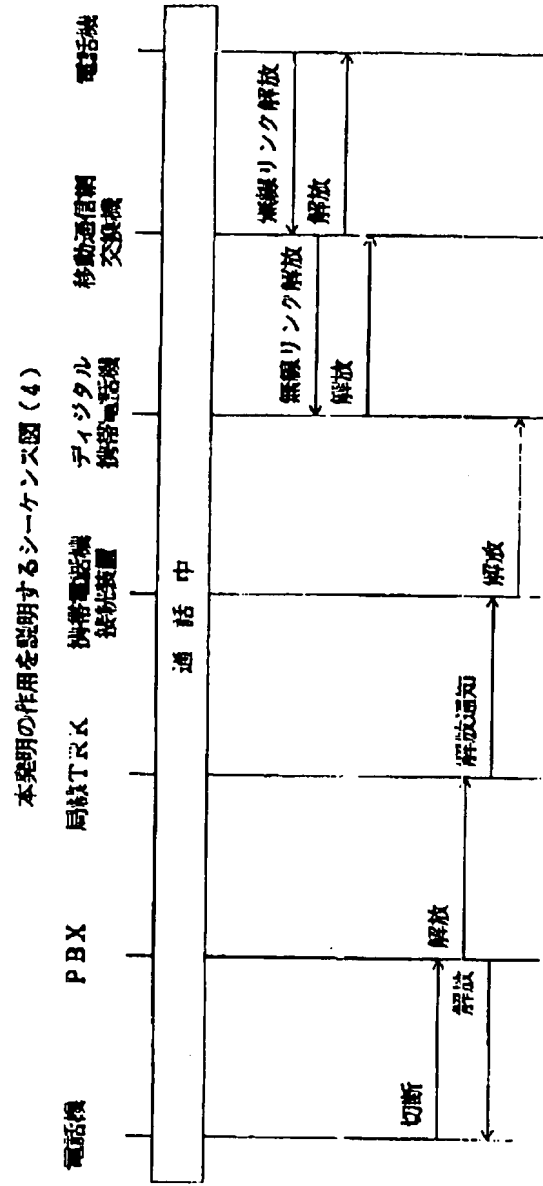 本発明の作用を説明するシーケンス図(4)
電話機
PBX
局線TRK
携帯電話機
接続装置
ディジタル
携帯電話機
移動通信網
交換機
電話機
通話中
無線リンク解放
解放
無線リンク解放
解放
切断
解放
解放
解放通知
解放